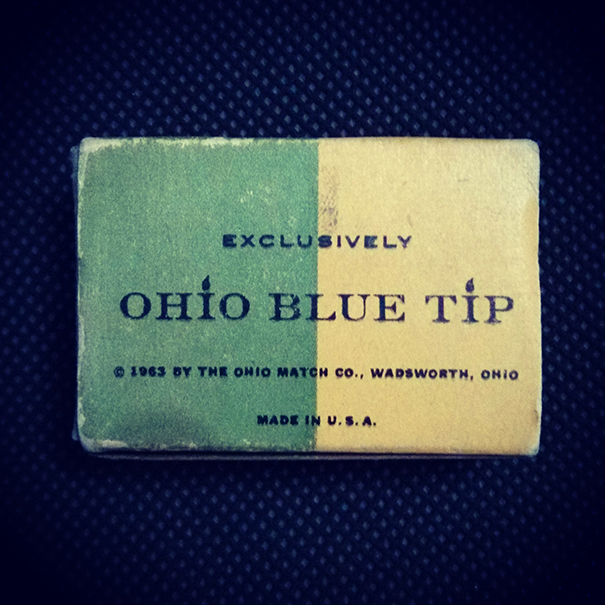 EXCLUSIVELY
OHiO BLUE TiP
© 1963 BY THE OHIO MATCH CO., WADSWORTH, OHIO
MADE IN U.S.A.